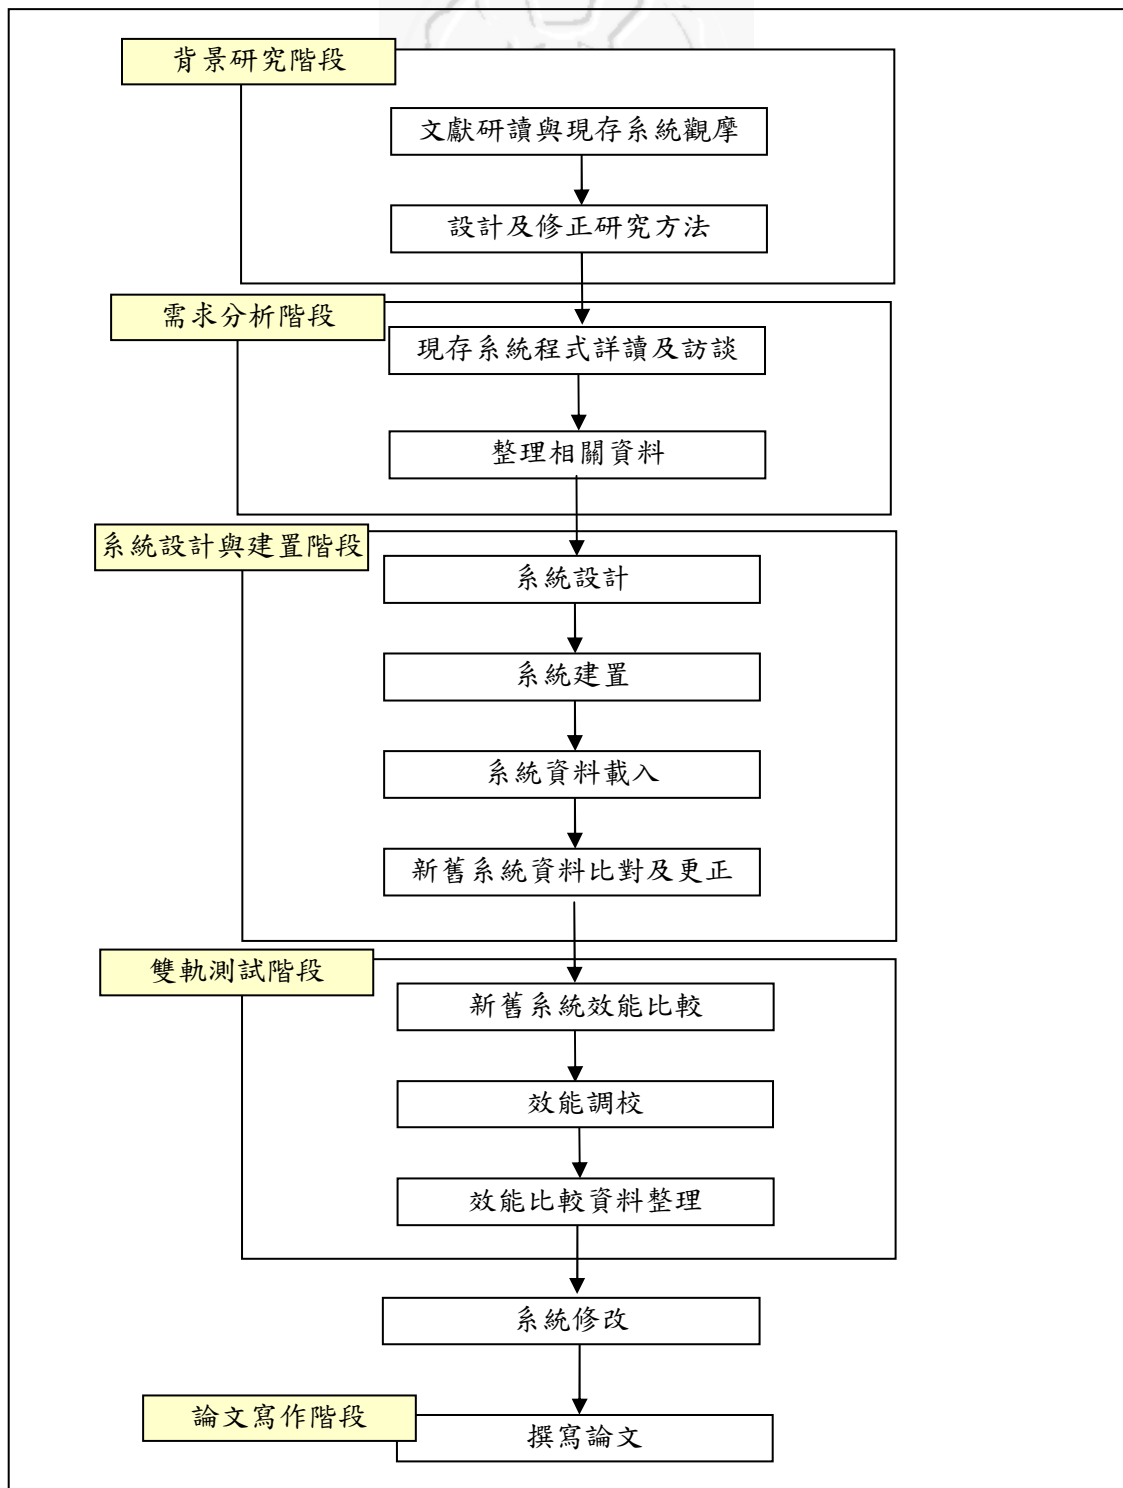 背景研究階段
文獻研讀與現存系統觀摩
設計及修正研究方法
需求分析階段
現存系統程式詳讀及訪談
整理相關資料
系統設計與建置階段
系統設計
系統建置
系統資料載入
新舊系統資料比對及更正
雙軌測試階段
新舊系統效能比較
效能調校
效能比較資料整理
系統修改
論文寫作階段
撰寫論文